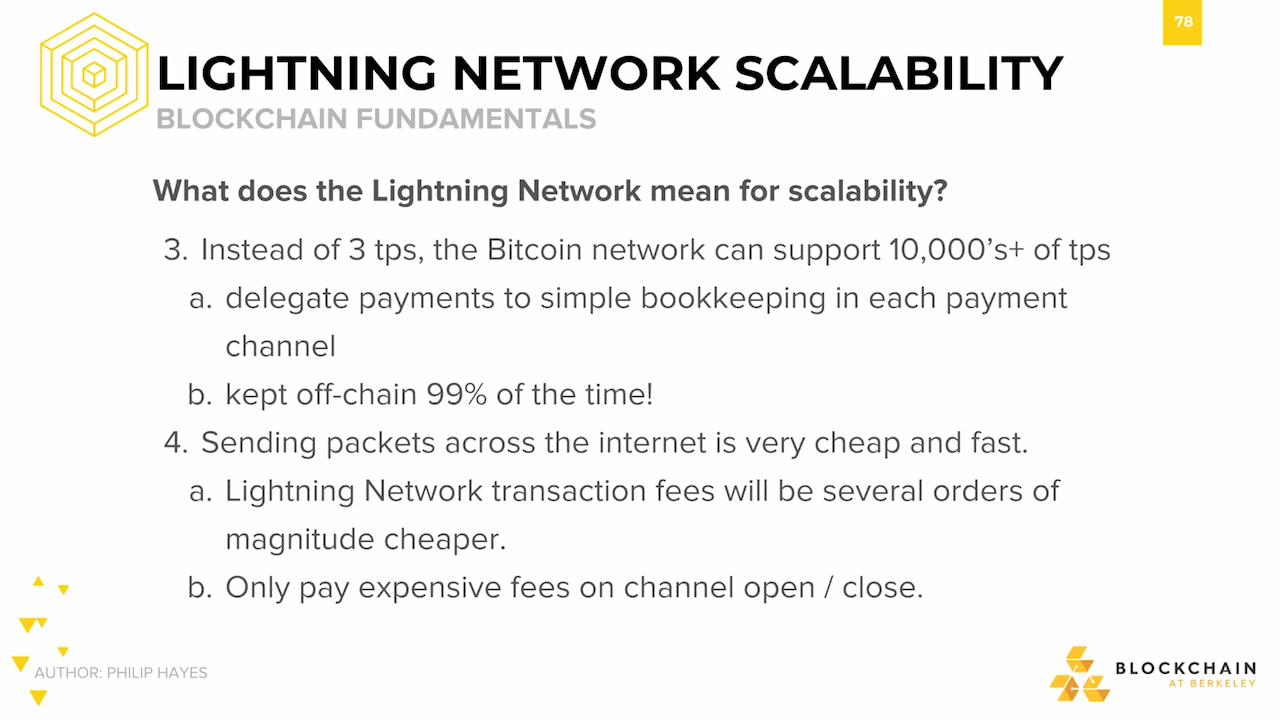 78
LIGHTNING NETWORK SCALABILITY
BLOCKCHAIN FUNDAMENTALS
What does the Lightning Network mean for scalability?
3. Instead of 3 tps, the Bitcoin network can support 10,000's+ of tps
a. delegate payments to simple bookkeeping in each payment
channel
b. kept off-chain 99% of the time!
4. Sending packets across the internet is very cheap and fast.
a. Lightning Network transaction fees will be several orders of
magnitude cheaper.
b. Only pay expensive fees on channel open / close.
AUTHOR: PHILIP HAYES
BLOCKCHAIN
AT BERKELEY